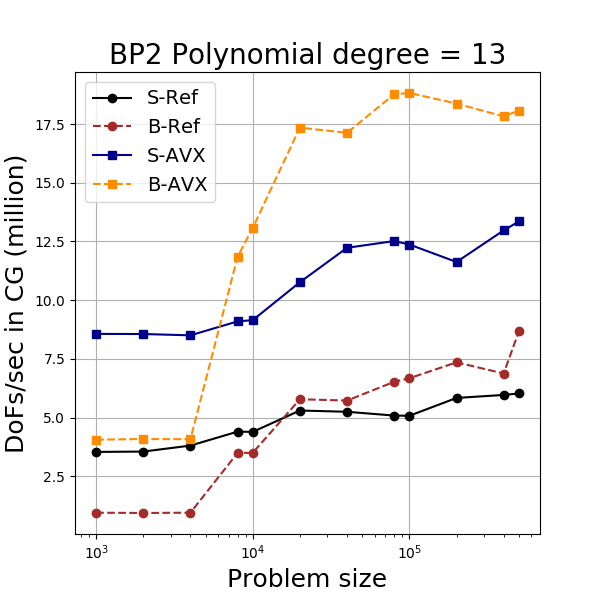 BP2 Polynomial degree = 13
S-Ref
B-Ref
S-AVX
B-AVX
DoFs/sec in CG (million)
17.5
15.0
12.5
10.0
7.5
5.0
2.5
10³
10⁴
10⁵
Problem size